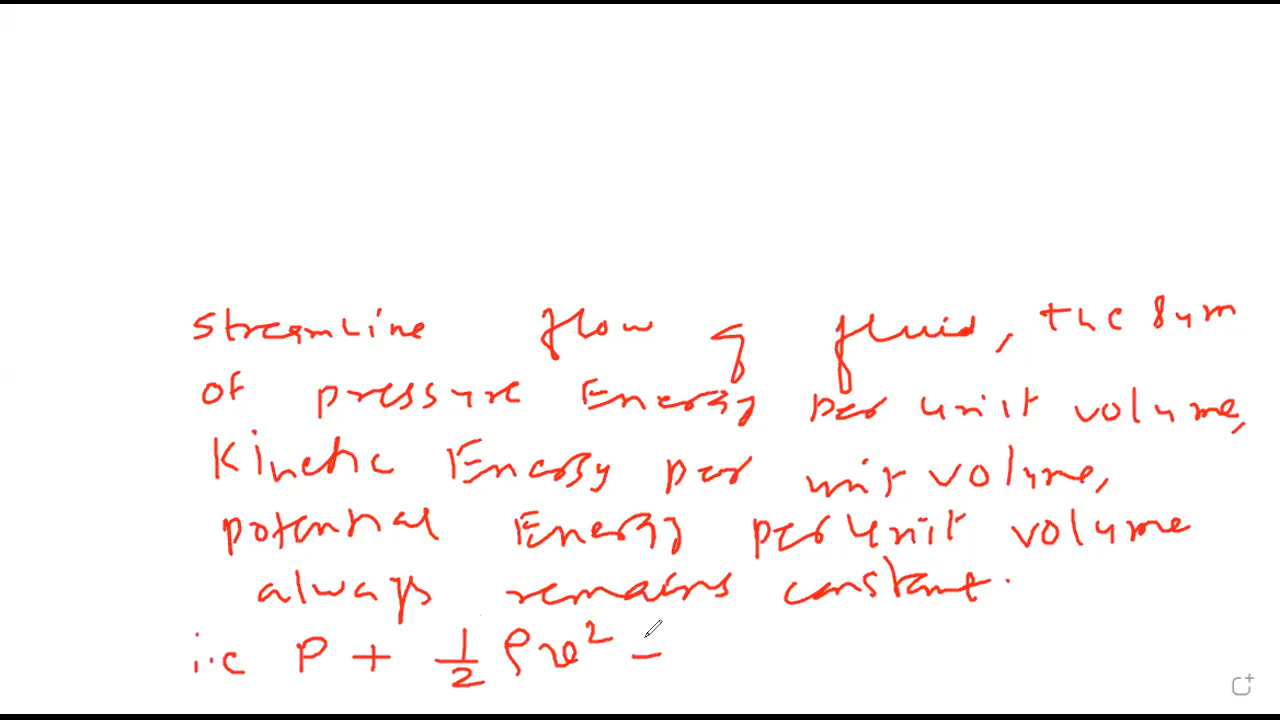 streamline flow of fluid, the sum
of pressure Energy per unit volume,
Kinetic Energy per unit volume,
potential Energy per unit volume
always remains constant.
i.e P + 1/2 ρv² –